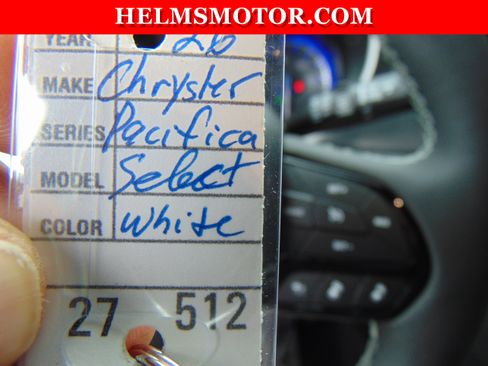 HELMSMOTOR.COM
YEAR 26
MAKE Chrysler
SERIES Pacifica
MODEL Select
COLOR White
27 512